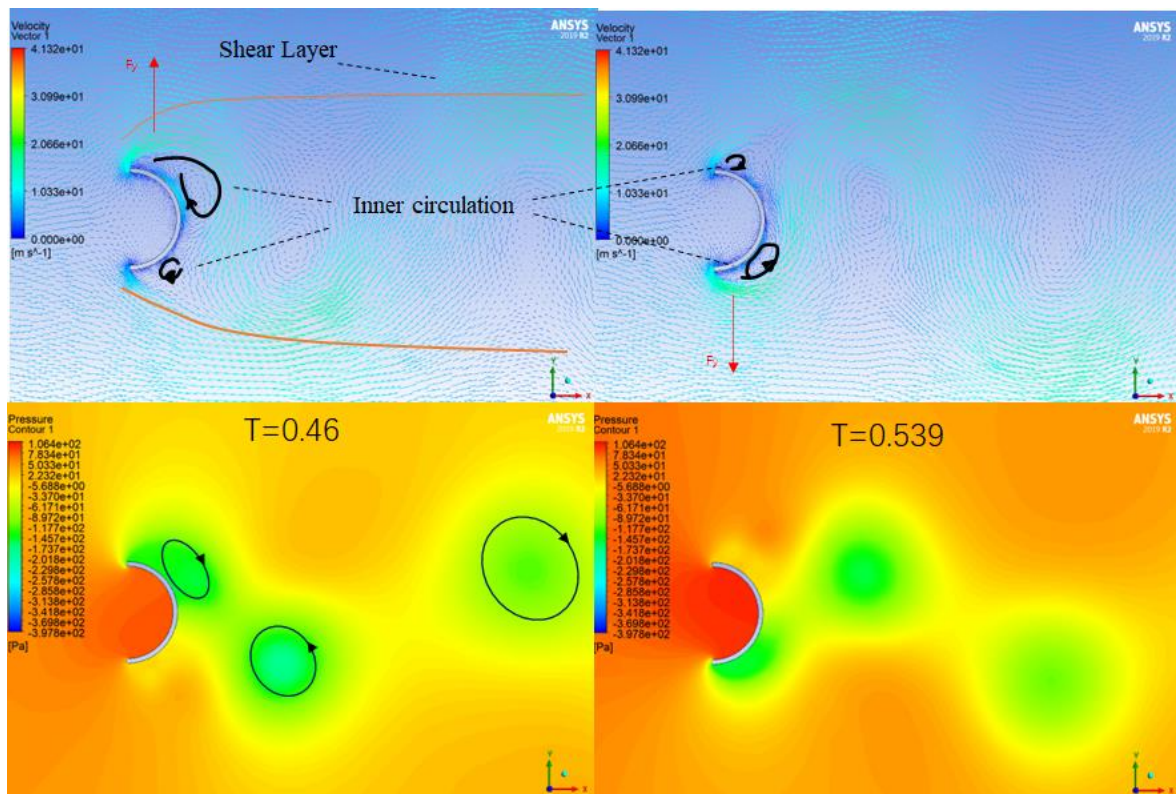 Velocity
Vector 1
4.132e+01
3.099e+01
2.066e+01
1.033e+01
0.000e+00
[m s^-1]
Fy
Shear Layer
Inner circulation
ANSYS
2019 R2
Y
X
Velocity
Vector 1
4.132e+01
3.099e+01
2.066e+01
1.033e+01
0.000e+00
[m s^-1]
Fy
ANSYS
2019 R2
Y
X
Pressure
Contour 1
1.064e+02
7.835e+01
5.033e+01
2.232e+01
-5.688e+00
-3.370e+01
-6.171e+01
-8.972e+01
-1.177e+02
-1.457e+02
-1.737e+02
-2.018e+02
-2.298e+02
-2.578e+02
-2.858e+02
-3.138e+02
-3.418e+02
-3.698e+02
-3.978e+02
[Pa]
T=0.46
ANSYS
2019 R2
Y
X
Pressure
Contour 1
1.064e+02
7.835e+01
5.033e+01
2.232e+01
-5.688e+00
-3.370e+01
-6.171e+01
-8.972e+01
-1.177e+02
-1.457e+02
-1.737e+02
-2.018e+02
-2.298e+02
-2.578e+02
-2.858e+02
-3.138e+02
-3.418e+02
-3.698e+02
-3.978e+02
[Pa]
T=0.539
ANSYS
2019 R2
Y
X